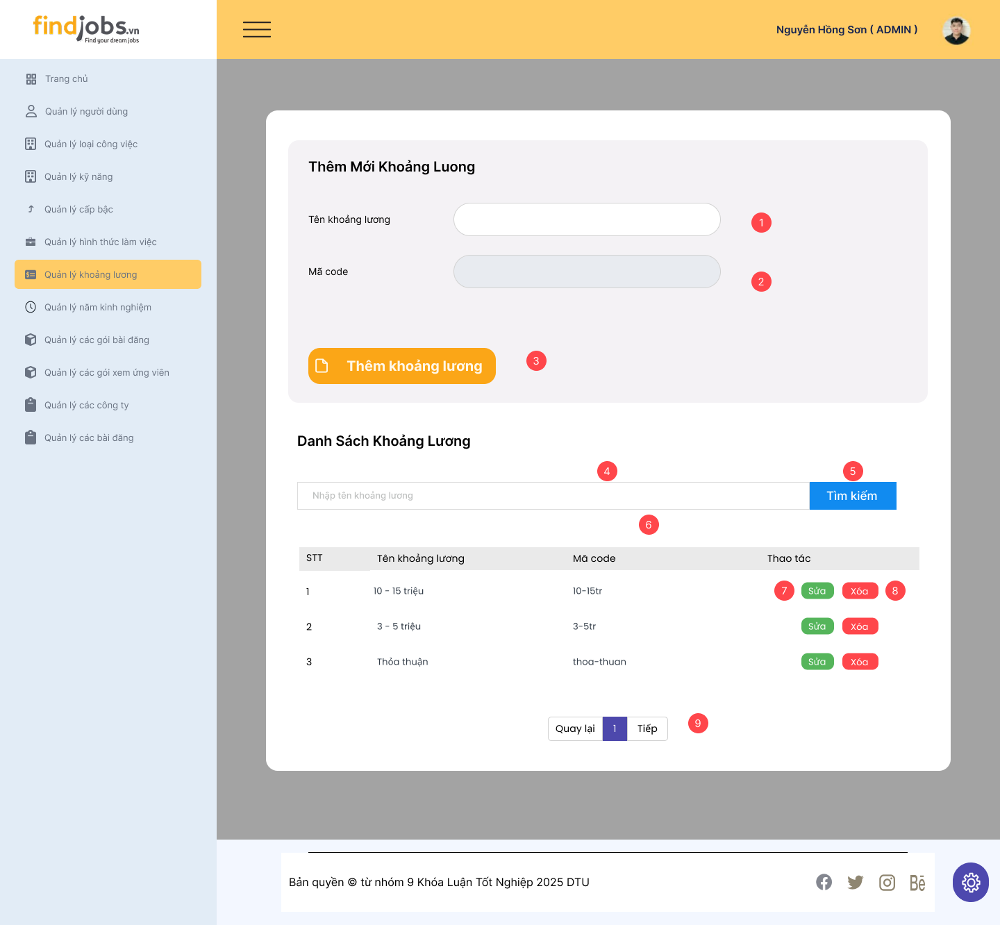 findjobs.vn
Find your dream jobs
Nguyễn Hồng Sơn ( ADMIN )
Trang chủ
Quản lý người dùng
Quản lý loại công việc
Quản lý kỹ năng
Quản lý cấp bậc
Quản lý hình thức làm việc
Quản lý khoảng lương
Quản lý năm kinh nghiệm
Quản lý các gói bài đăng
Quản lý các gói xem ứng viên
Quản lý các công ty
Quản lý các bài đăng
Thêm Mới Khoảng Luong
Tên khoảng lương
1
Mã code
2
Thêm khoảng lương
3
Danh Sách Khoảng Lương
4
5
Nhập tên khoảng lương
Tìm kiếm
6
STT Tên khoảng lương Mã code Thao tác
1 10 - 15 triệu 10-15tr 7 Sửa Xóa 8
2 3 - 5 triệu 3-5tr Sửa Xóa
3 Thỏa thuận thoa-thuan Sửa Xóa
Quay lại 1 Tiếp 9
Bản quyền © từ nhóm 9 Khóa Luận Tốt Nghiệp 2025 DTU